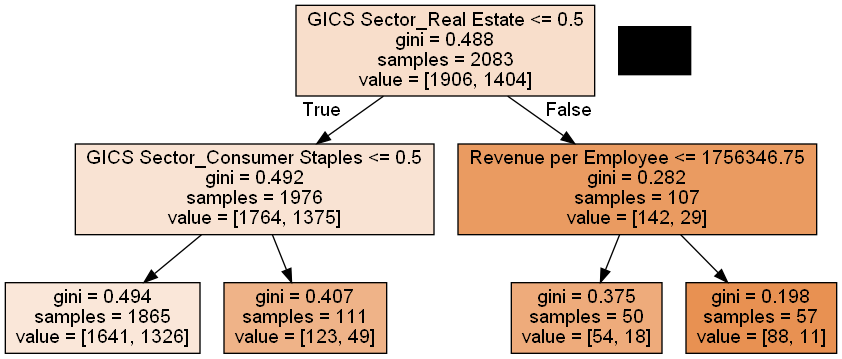 GICS Sector_Real Estate <= 0.5
gini = 0.488
samples = 2083
value = [1906, 1404]
True
False
GICS Sector_Consumer Staples <= 0.5
gini = 0.492
samples = 1976
value = [1764, 1375]
Revenue per Employee <= 1756346.75
gini = 0.282
samples = 107
value = [142, 29]
gini = 0.494
samples = 1865
value = [1641, 1326]
gini = 0.407
samples = 111
value = [123, 49]
gini = 0.375
samples = 50
value = [54, 18]
gini = 0.198
samples = 57
value = [88, 11]